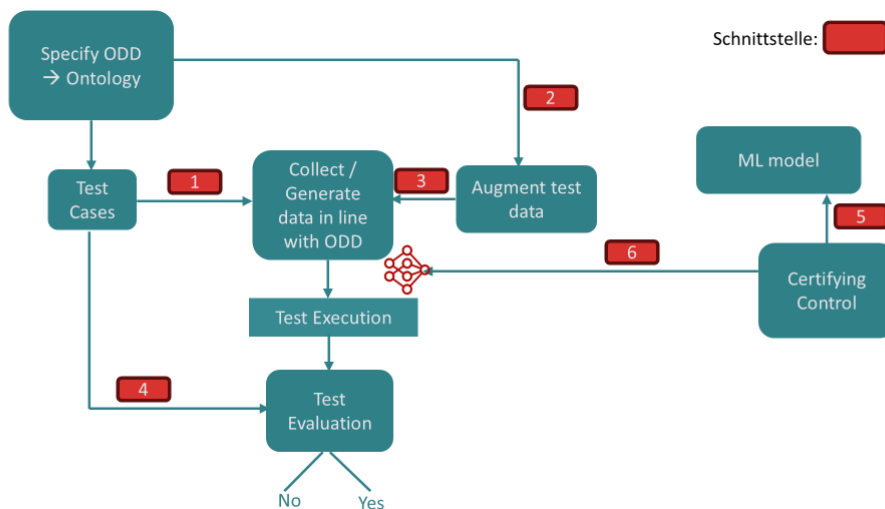 Schnittstelle:
Specify ODD
→ Ontology
2
ML model
Test
Cases
1
Collect /
Generate
data in line
with ODD
3
Augment test
data
5
6
Certifying
Control
Test Execution
4
Test
Evaluation
No
Yes